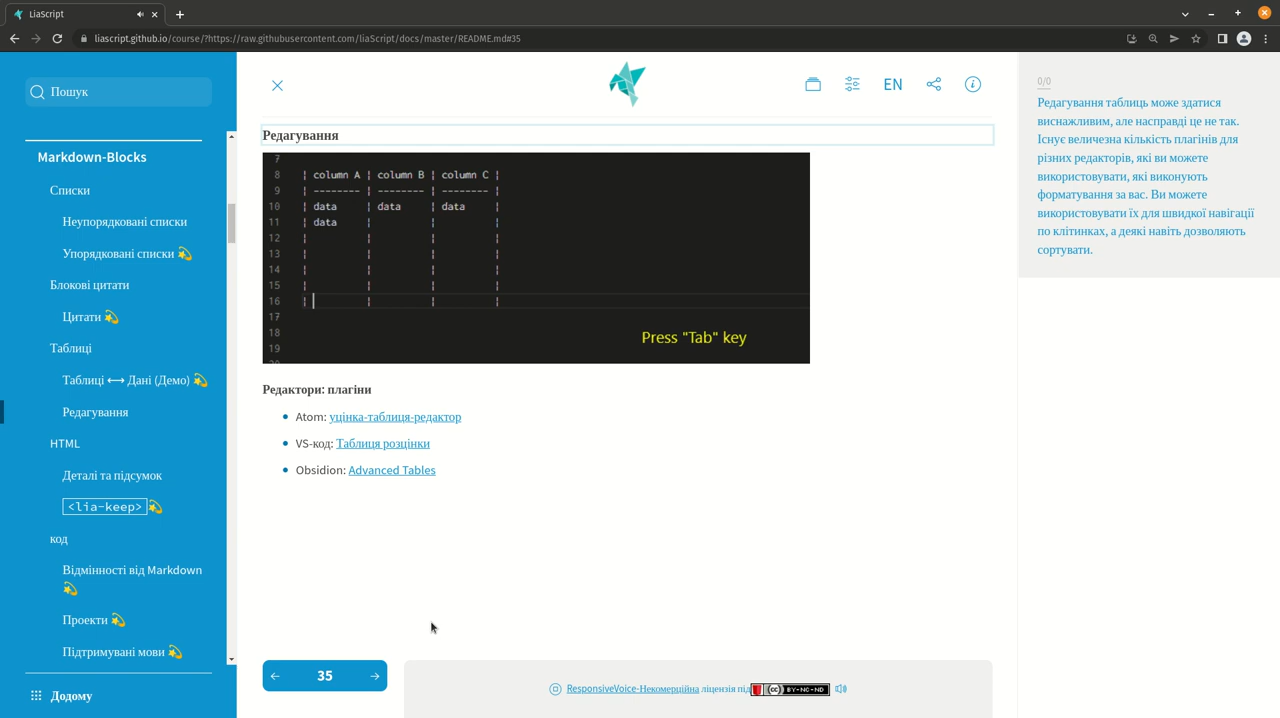 LiaScript
liascript.github.io/course/?https://raw.githubusercontent.com/liaScript/docs/master/README.md#35
Пошук
Markdown-Blocks
Списки
Неупорядковані списки
Упорядковані списки 💫
Блокові цитати
Цитати 💫
Таблиці
Таблиці ⟷ Дані (Демо) 💫
Редагування
HTML
Деталі та підсумок
<lia-keep> 💫
код
Відмінності від Markdown
💫
Проекти 💫
Підтримувані мови 💫
Додому
EN
Редагування
7
8 | column A | column B | column C |
9 | -------- | -------- | -------- |
10 | data | data | data |
11 | data | | |
12 | | | |
13 | | | |
14 | | | |
15 | | | |
16 | | | |
17
18
19
20
Press "Tab" key
Редактори: плагіни
Atom: уцінка-таблиця-редактор
VS-код: Таблиця розцінки
Obsidion: Advanced Tables
35
ResponsiveVoice-Некомерційна ліцензія під
cc BY-NC-ND
0/0
Редагування таблиць може здатися
виснажливим, але насправді це не так.
Існує величезна кількість плагінів для
різних редакторів, які ви можете
використовувати, які виконують
форматування за вас. Ви можете
використовувати їх для швидкої навігації
по клітинках, а деякі навіть дозволяють
сортувати.